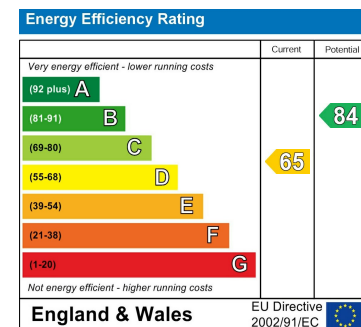 Energy Efficiency Rating
Current Potential
Very energy efficient - lower running costs
(92 plus) A
(81-91) B
84
(69-80) C
65
(55-68) D
(39-54) E
(21-38) F
(1-20) G
Not energy efficient - higher running costs
England & Wales
EU Directive
2002/91/EC